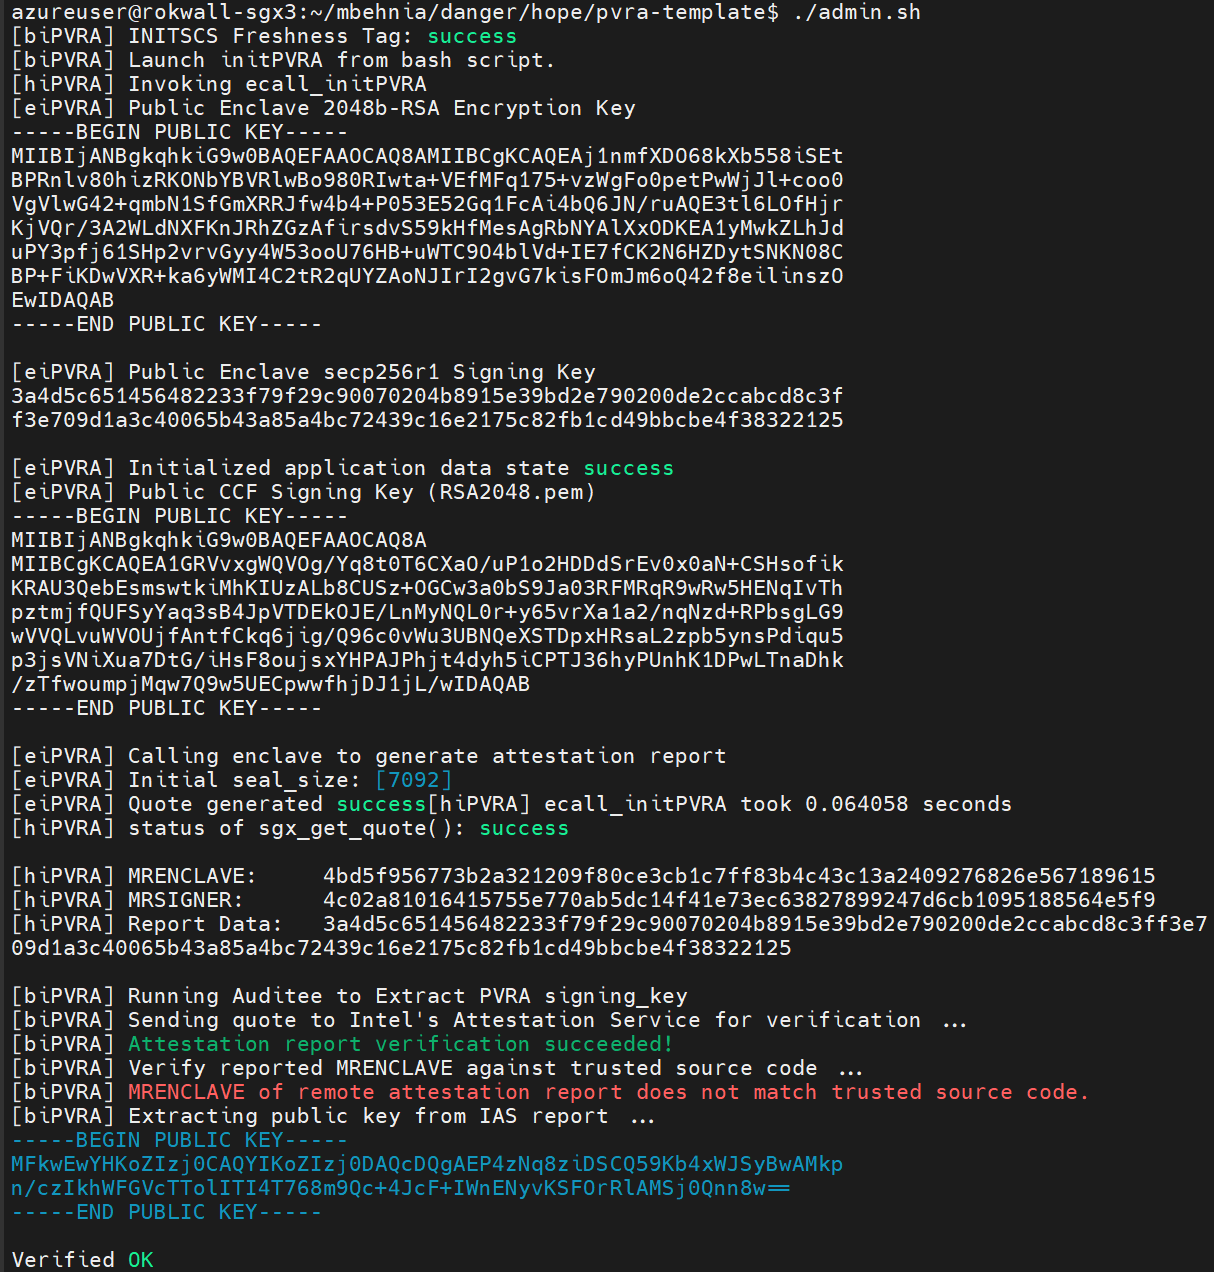 azureuser@rokwall-sgx3:~/mbehnia/danger/hope/pvra-template$ ./admin.sh
[biPVRA] INITSCS Freshness Tag: success
[biPVRA] Launch initPVRA from bash script.
[hiPVRA] Invoking ecall_initPVRA
[eiPVRA] Public Enclave 2048b-RSA Encryption Key
-----BEGIN PUBLIC KEY-----
MIIBIjANBgkqhkiG9w0BAQEFAAOCAQ8AMIIBCgKCAQEAj1nmfXDO68kXb558iSEt
BPRnlv80hizRKONbYBVRlwBo980RIwta+VEfMFq175+vzWgFo0petPwWjJl+coo0
VgVlwG42+qmbN1SfGmXRRJfw4b4+P053E52Gq1FcAi4bQ6JN/ruAQE3tl6LOfHjr
KjVQr/3A2WLdNXFKnJRhZGzAfirsdvS59kHfMesAgRbNYAlXxODKEA1yMwkZLhJd
uPY3pfj61SHp2vrvGyy4W53ooU76HB+uWTC9O4blVd+IE7fCK2N6HZDytSNKN08C
BP+FiKDwVXR+ka6yWMI4C2tR2qUYZAoNJIrI2gvG7kisFOmJm6oQ42f8eilinszO
EwIDAQAB
-----END PUBLIC KEY-----
[eiPVRA] Public Enclave secp256r1 Signing Key
3a4d5c651456482233f79f29c90070204b8915e39bd2e790200de2ccabcd8c3f
f3e709d1a3c40065b43a85a4bc72439c16e2175c82fb1cd49bbcbe4f38322125
[eiPVRA] Initialized application data state success
[eiPVRA] Public CCF Signing Key (RSA2048.pem)
-----BEGIN PUBLIC KEY-----
MIIBIjANBgkqhkiG9w0BAQEFAAOCAQ8A
MIIBCgKCAQEA1GRVvxgWQVOg/Yq8t0T6CXaO/uP1o2HDDdSrEv0x0aN+CSHsofik
KRAU3QebEsmswtkiMhKIUzALb8CUSz+OGCw3a0bS9Ja03RFMRqR9wRw5HENqIvTh
pztmjfQUFSyYaq3sB4JpVTDEkOJE/LnMyNQL0r+y65vrXa1a2/nqNzd+RPbsgLG9
wVVQLvuWVOUjfAntfCkq6jig/Q96c0vWu3UBNQeXSTDpxHRsaL2zpb5ynsPdiqu5
p3jsVNiXua7DtG/iHsF8oujsxYHPAJPhjt4dyh5iCPTJ36hyPUnhK1DPwLTnaDhk
/zTfwoumpjMqw7Q9w5UECpwwfhjDJ1jL/wIDAQAB
-----END PUBLIC KEY-----
[eiPVRA] Calling enclave to generate attestation report
[eiPVRA] Initial seal_size: [7092]
[eiPVRA] Quote generated success[hiPVRA] ecall_initPVRA took 0.064058 seconds
[hiPVRA] status of sgx_get_quote(): success
[hiPVRA] MRENCLAVE:     4bd5f956773b2a321209f80ce3cb1c7ff83b4c43c13a2409276826e567189615
[hiPVRA] MRSIGNER:      4c02a81016415755e770ab5dc14f41e73ec63827899247d6cb1095188564e5f9
[hiPVRA] Report Data:   3a4d5c651456482233f79f29c90070204b8915e39bd2e790200de2ccabcd8c3ff3e7
09d1a3c40065b43a85a4bc72439c16e2175c82fb1cd49bbcbe4f38322125
[biPVRA] Running Auditee to Extract PVRA signing_key
[biPVRA] Sending quote to Intel's Attestation Service for verification ...
[biPVRA] Attestation report verification succeeded!
[biPVRA] Verify reported MRENCLAVE against trusted source code ...
[biPVRA] MRENCLAVE of remote attestation report does not match trusted source code.
[biPVRA] Extracting public key from IAS report ...
-----BEGIN PUBLIC KEY-----
MFkwEwYHKoZIzj0CAQYIKoZIzj0DAQcDQgAEP4zNq8ziDSCQ59Kb4xWJSyBwAMkp
n/czIkhWFGVcTTolITI4T768m9Qc+4JcF+IWnENyvKSFOrRlAMSj0Qnn8w==
-----END PUBLIC KEY-----
Verified OK